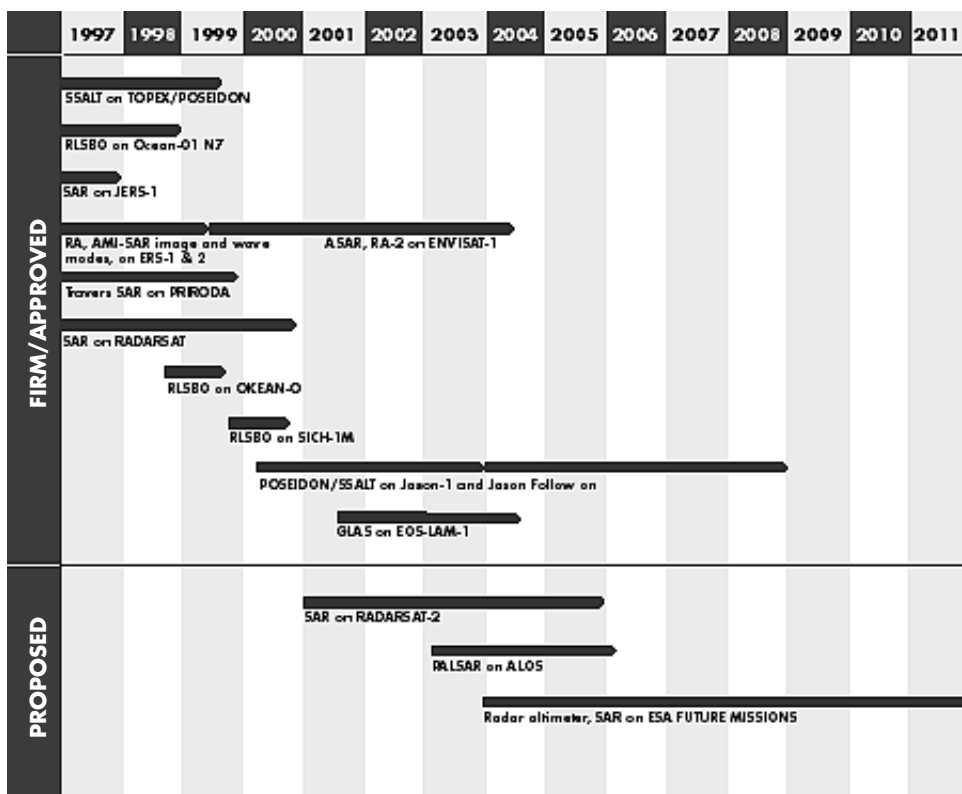 1997 1998 1999 2000 2001 2002 2003 2004 2005 2006 2007 2008 2009 2010 2011
FIRM/APPROVED
SSALT on TOPEX/POSEIDON
RLSBO on Ocean-01 N7
SAR on JERS-1
RA, AMI-SAR image and wave
modes, on ERS-1 & 2
ASAR, RA-2 on ENVISAT-1
Travers SAR on PRIRODA
SAR on RADARSAT
RLSBO on OKEAN-O
RLSBO on SICH-1M
POSEIDON/SSALT on Jason-1 and Jason Follow on
GLAS on EOS-LAM-1
PROPOSED
SAR on RADARSAT-2
PALSAR on ALOS
Radar altimeter, SAR on ESA FUTURE MISSIONS